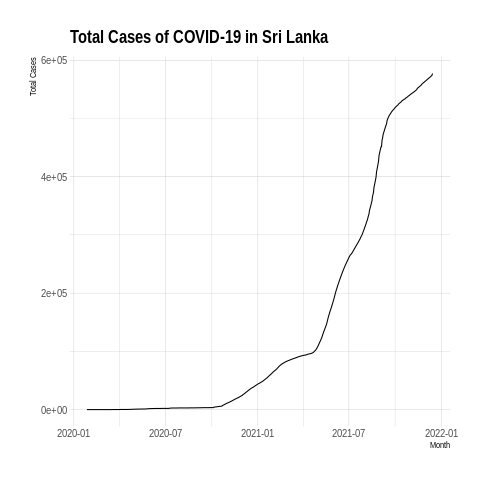 Total Cases of COVID-19 in Sri Lanka
Total Cases
6e+05
4e+05
2e+05
0e+00
2020-01 2020-07 2021-01 2021-07 2022-01
Month